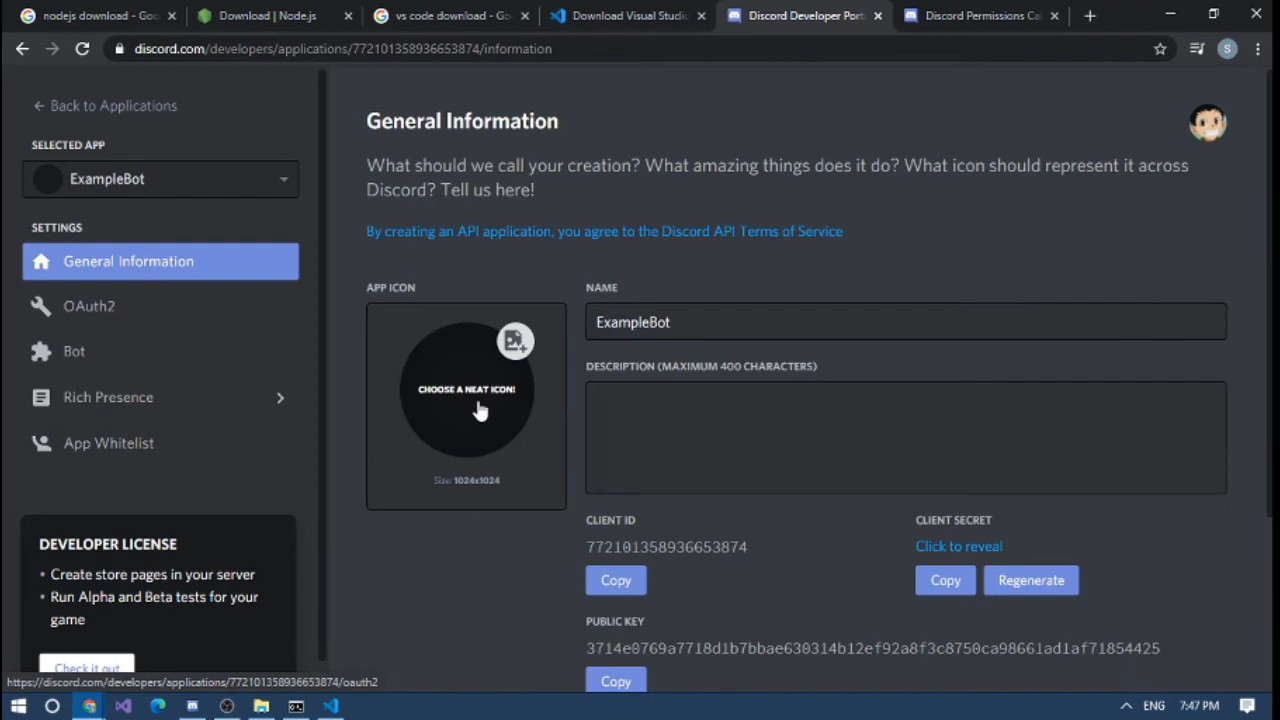 nodejs download - Goo
Download | Node.js
vs code download - G
Download Visual Studi
Discord Developer Port
Discord Permissions Ca
discord.com/developers/applications/772101358936653874/information
S
← Back to Applications
SELECTED APP
ExampleBot
SETTINGS
General Information
OAuth2
Bot
Rich Presence
App Whitelist
DEVELOPER LICENSE
• Create store pages in your server
• Run Alpha and Beta tests for your
game
Check it out
General Information
What should we call your creation? What amazing things does it do? What icon should represent it across
Discord? Tell us here!
By creating an API application, you agree to the Discord API Terms of Service
APP ICON
CHOOSE A NEAT ICON!
Size: 1024x1024
NAME
ExampleBot
DESCRIPTION (MAXIMUM 400 CHARACTERS)
CLIENT ID
772101358936653874
Copy
CLIENT SECRET
Click to reveal
Copy
Regenerate
PUBLIC KEY
3714e0769a7718d1b7bbae630314b12ef92a8f3c8750ca98661ad1af71854425
Copy
https://discord.com/developers/applications/772101358936653874/oauth2
ENG
7:47 PM